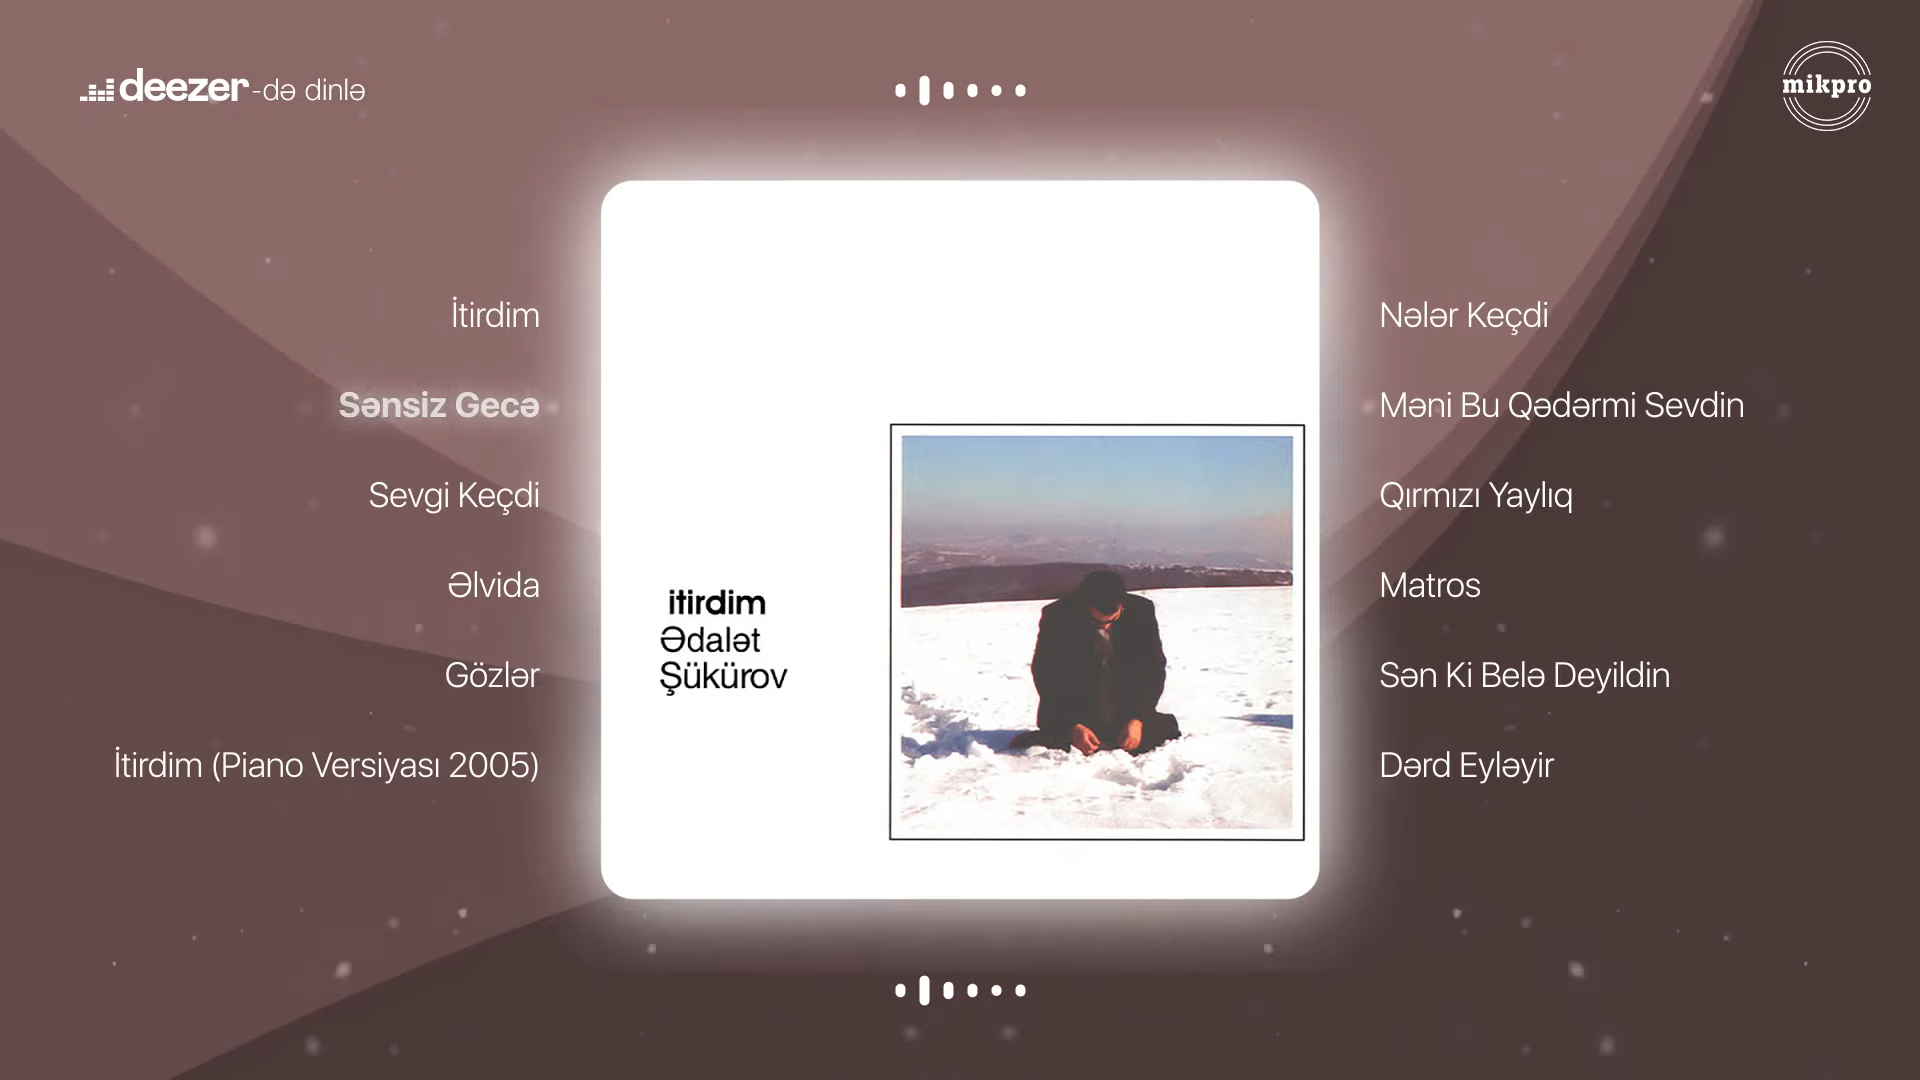 deezer-də dinlə
mikpro
İtirdim
Sənsiz Gecə
Sevgi Keçdi
Əlvida
Gözlər
İtirdim (Piano Versiyası 2005)
itirdim
Ədalət
Şükürov
Nələr Keçdi
Məni Bu Qədərmi Sevdin
Qırmızı Yaylıq
Matros
Sən Ki Belə Deyildin
Dərd Eyləyir